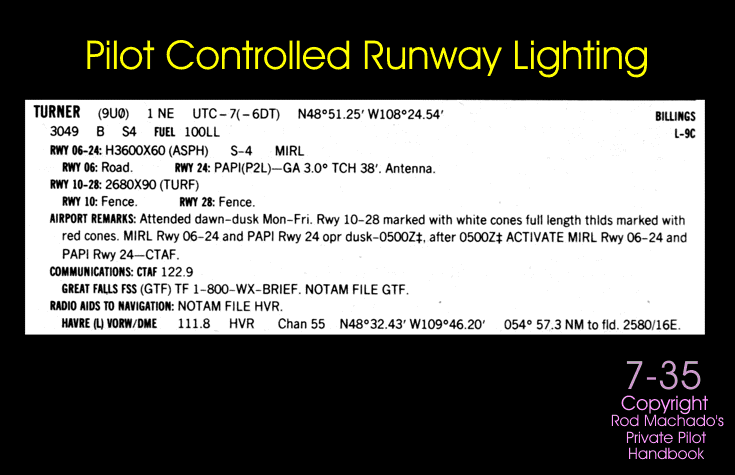 Pilot Controlled Runway Lighting
TURNER (9UØ) 1 NE UTC-7(-6DT) N48°51.25' W108°24.54' BILLINGS
3049 B S4 FUEL 100LL L-9C
RWY 06-24: H3600X60 (ASPH) S-4 MIRL
RWY 06: Road. RWY 24: PAPI(P2L)—GA 3.0° TCH 38'. Antenna.
RWY 10-28: 2680X90 (TURF)
RWY 10: Fence. RWY 28: Fence.
AIRPORT REMARKS: Attended dawn-dusk Mon-Fri. Rwy 10-28 marked with white cones full length thlds marked with
red cones. MIRL Rwy 06-24 and PAPI Rwy 24 opr dusk-0500Z‡, after 0500Z‡ ACTIVATE MIRL Rwy 06-24 and
PAPI Rwy 24—CTAF.
COMMUNICATIONS: CTAF 122.9
GREAT FALLS FSS (GTF) TF 1-800-WX-BRIEF. NOTAM FILE GTF.
RADIO AIDS TO NAVIGATION: NOTAM FILE HVR.
HAVRE (L) VORW/DME 111.8 HVR Chan 55 N48°32.43' W109°46.20' 054° 57.3 NM to fld. 2580/16E.
7-35
Copyright
Rod Machado's
Private Pilot
Handbook